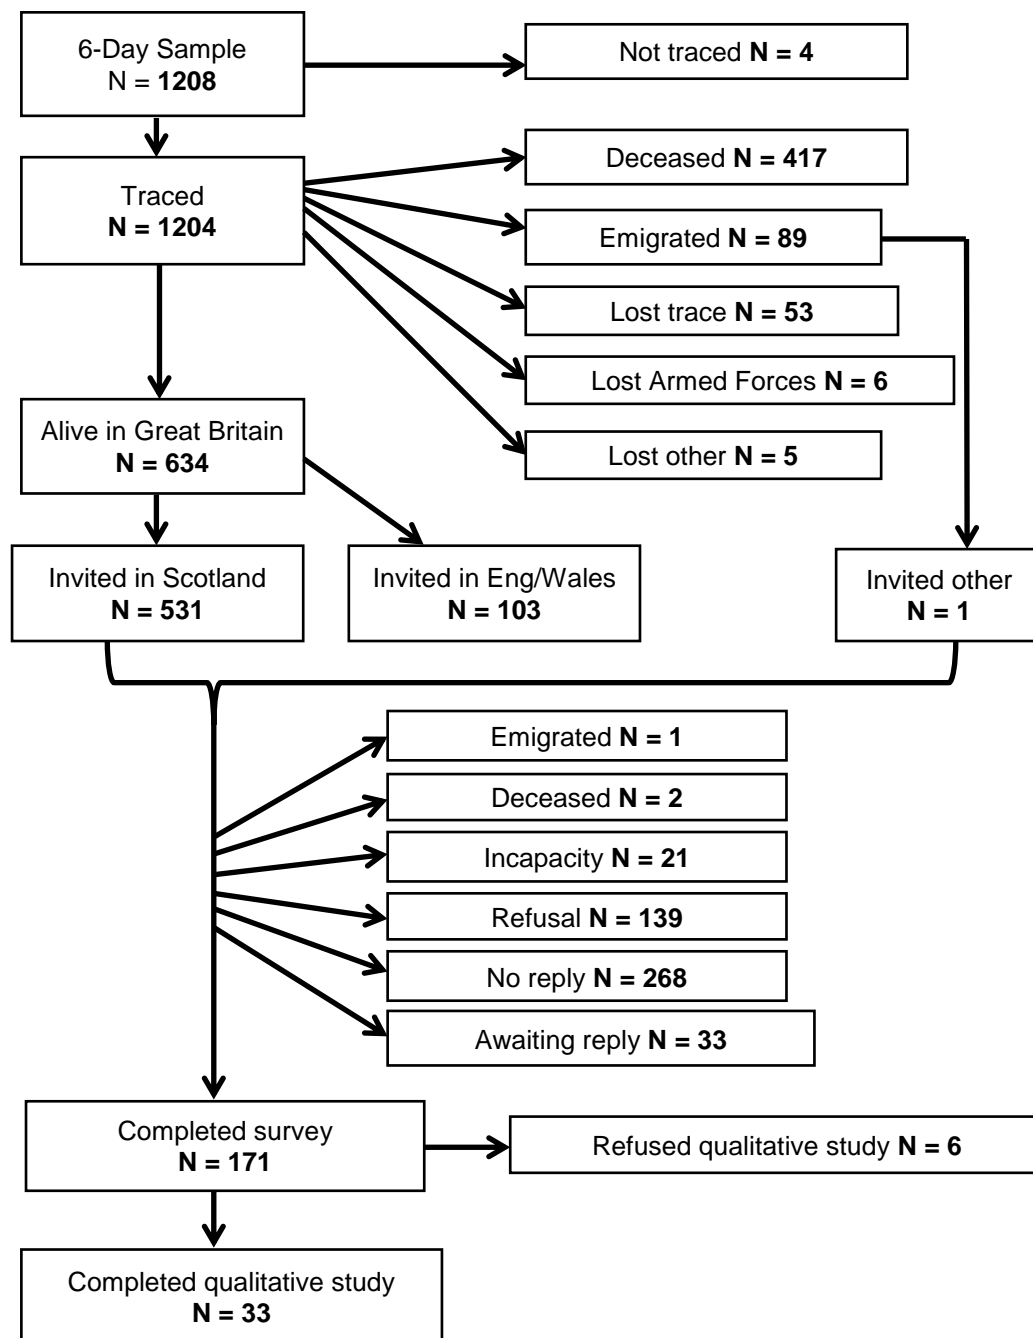 6-Day Sample
N = 1208
Not traced N = 4
Traced
N = 1204
Deceased N = 417
Emigrated N = 89
Lost trace N = 53
Lost Armed Forces N = 6
Lost other N = 5
Alive in Great Britain
N = 634
Invited in Scotland
N = 531
Invited in Eng/Wales
N = 103
Invited other
N = 1
Emigrated N = 1
Deceased N = 2
Incapacity N = 21
Refusal N = 139
No reply N = 268
Awaiting reply N = 33
Completed survey
N = 171
Refused qualitative study N = 6
Completed qualitative study
N = 33